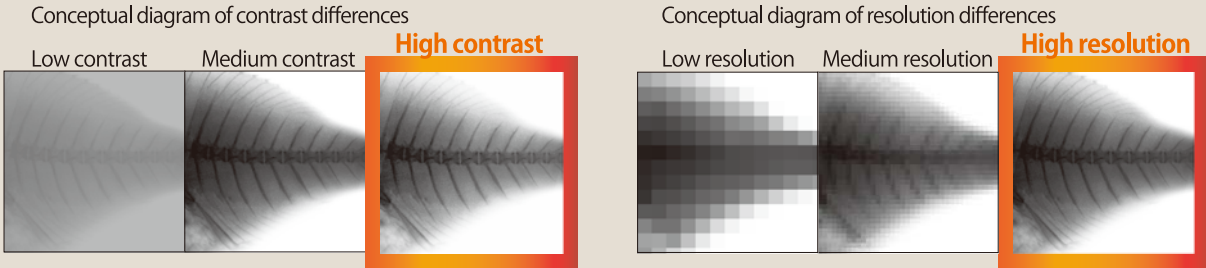 Conceptual diagram of contrast differences
Low contrast
Medium contrast
High contrast
Conceptual diagram of resolution differences
Low resolution
Medium resolution
High resolution